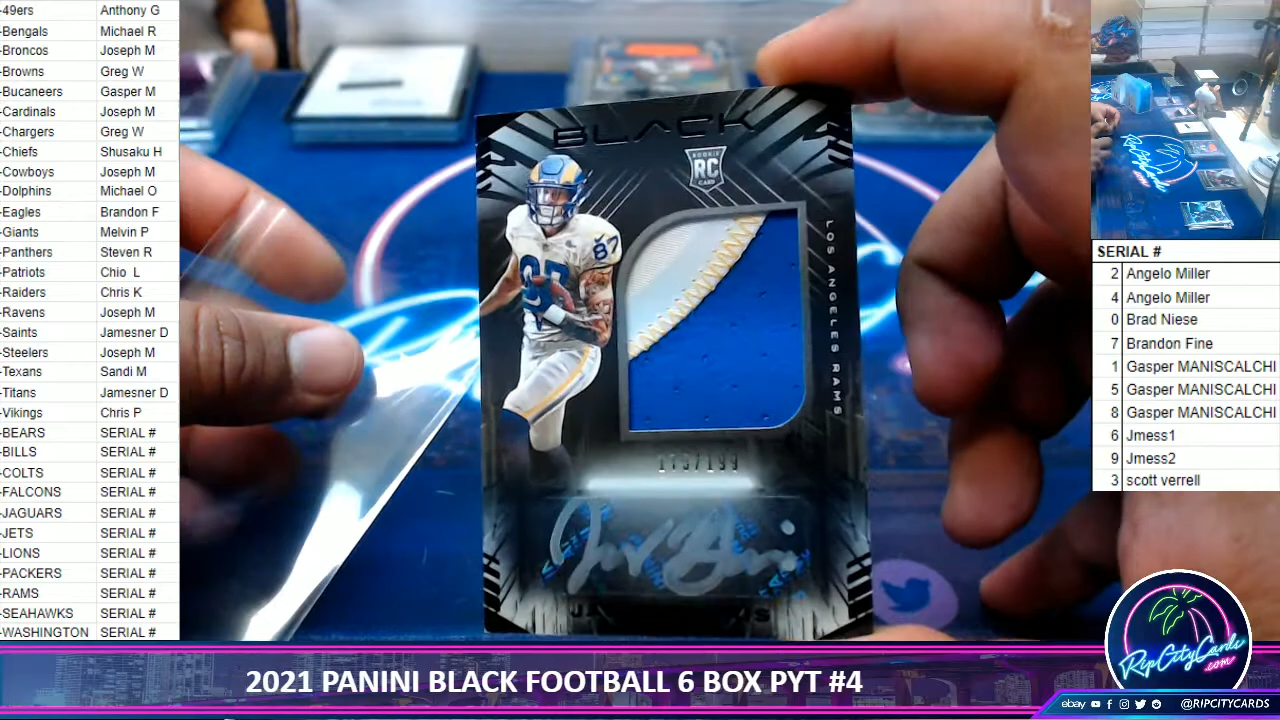 -49ers Anthony G
-Bengals Michael R
-Broncos Joseph M
-Browns Greg W
-Bucaneers Gasper M
-Cardinals Joseph M
-Chargers Greg W
-Chiefs Shusaku H
-Cowboys Joseph M
-Dolphins Michael O
-Eagles Brandon F
-Giants Melvin P
-Panthers Steven R
-Patriots Chio L
-Raiders Chris K
-Ravens Joseph M
-Saints Jamesner D
-Steelers Joseph M
-Texans Sandi M
-Titans Jamesner D
-Vikings Chris P
-BEARS SERIAL #
-BILLS SERIAL #
-COLTS SERIAL #
-FALCONS SERIAL #
-JAGUARS SERIAL #
-JETS SERIAL #
-LIONS SERIAL #
-PACKERS SERIAL #
-RAMS SERIAL #
-SEAHAWKS SERIAL #
-WASHINGTON SERIAL #
BLACK
ROOKIE
RC
CARD
87
LOS ANGELES RAMS
SERIAL #
2 Angelo Miller
4 Angelo Miller
0 Brad Niese
7 Brandon Fine
1 Gasper MANISCALCHI
5 Gasper MANISCALCHI
8 Gasper MANISCALCHI
6 Jmess1
9 Jmess2
3 scott verrell
RipCityCards
.com
2021 PANINI BLACK FOOTBALL 6 BOX PYT #4
ebay @RIPCITYCARDS